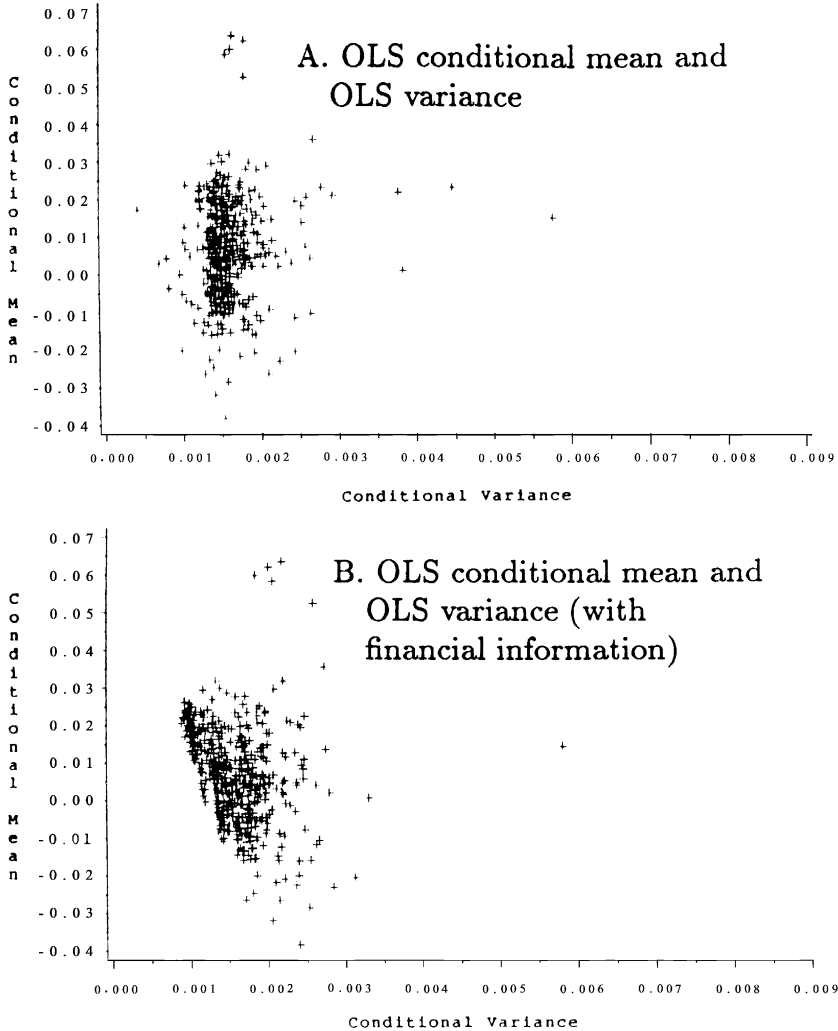 A. OLS conditional mean and
OLS variance
Conditional Mean
0.07
0.06
0.05
0.04
0.03
0.02
0.01
0.00
-0.01
-0.02
-0.03
-0.04
0.000 0.001 0.002 0.003 0.004 0.005 0.006 0.007 0.008 0.009
Conditional Variance
B. OLS conditional mean and
OLS variance (with
financial information)
Conditional Mean
0.07
0.06
0.05
0.04
0.03
0.02
0.01
0.00
-0.01
-0.02
-0.03
-0.04
0.000 0.001 0.002 0.003 0.004 0.005 0.006 0.007 0.008 0.009
Conditional Variance